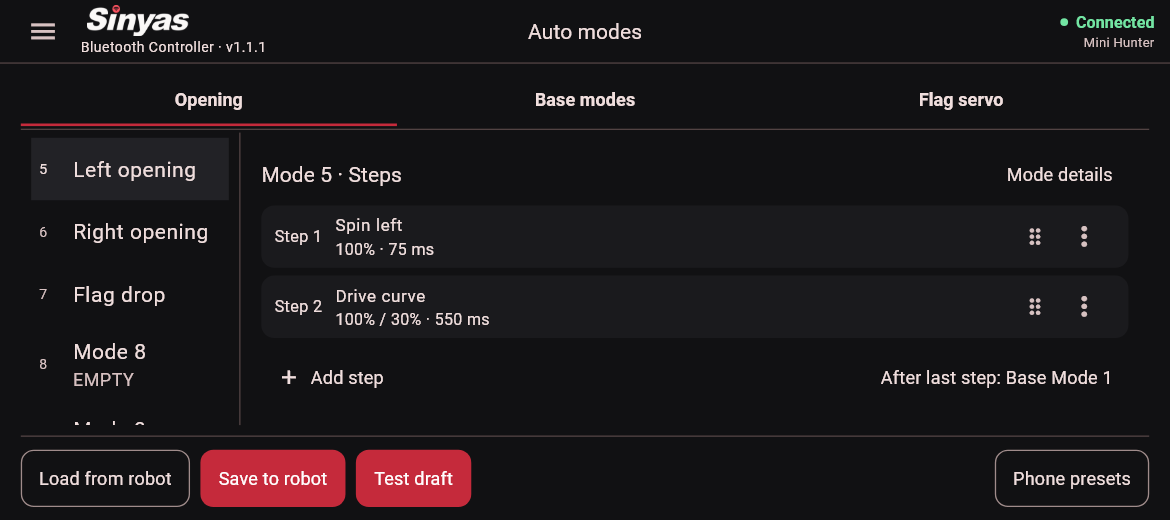 Sinyas
Bluetooth Controller · v1.1.1
Auto modes
Connected
Mini Hunter
Opening
Base modes
Flag servo
5 Left opening
6 Right opening
7 Flag drop
8 Mode 8
EMPTY
Mode 5 · Steps
Mode details
Step 1
Spin left
100% · 75 ms
Step 2
Drive curve
100% / 30% · 550 ms
+ Add step
After last step: Base Mode 1
Load from robot
Save to robot
Test draft
Phone presets